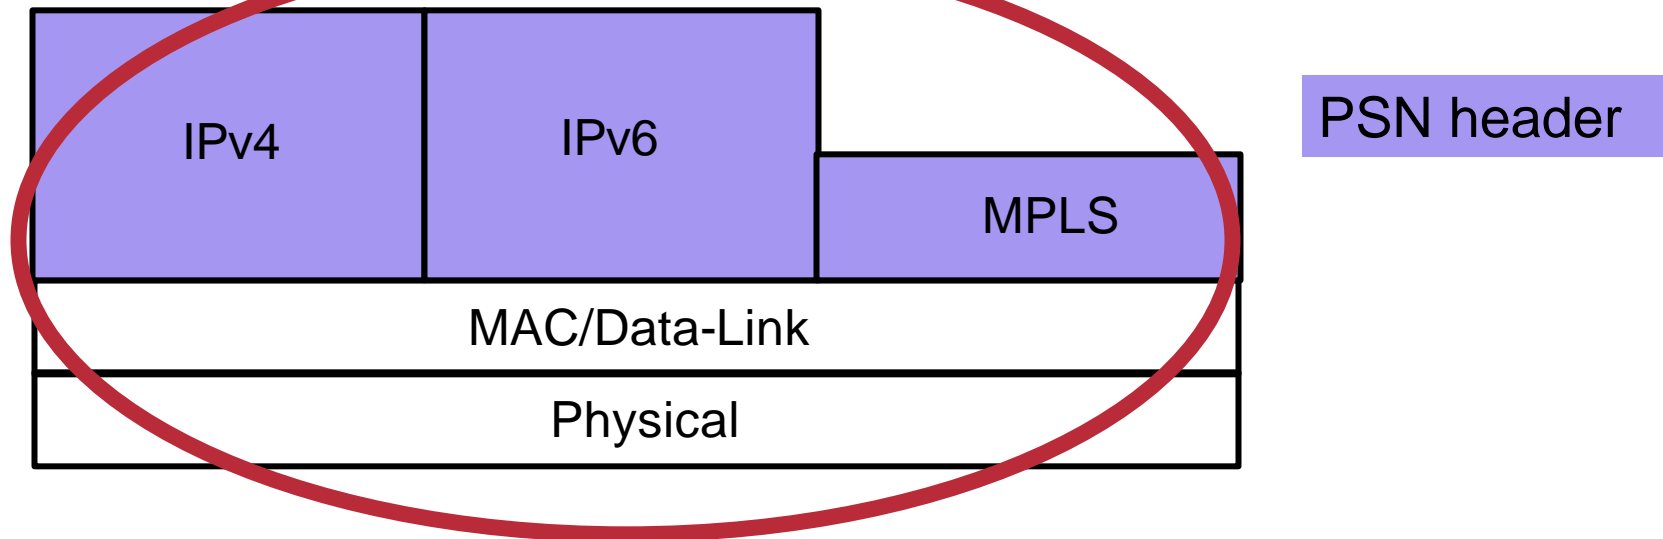 IPv4
IPv6
PSN header
MPLS
MAC/Data-Link
Physical